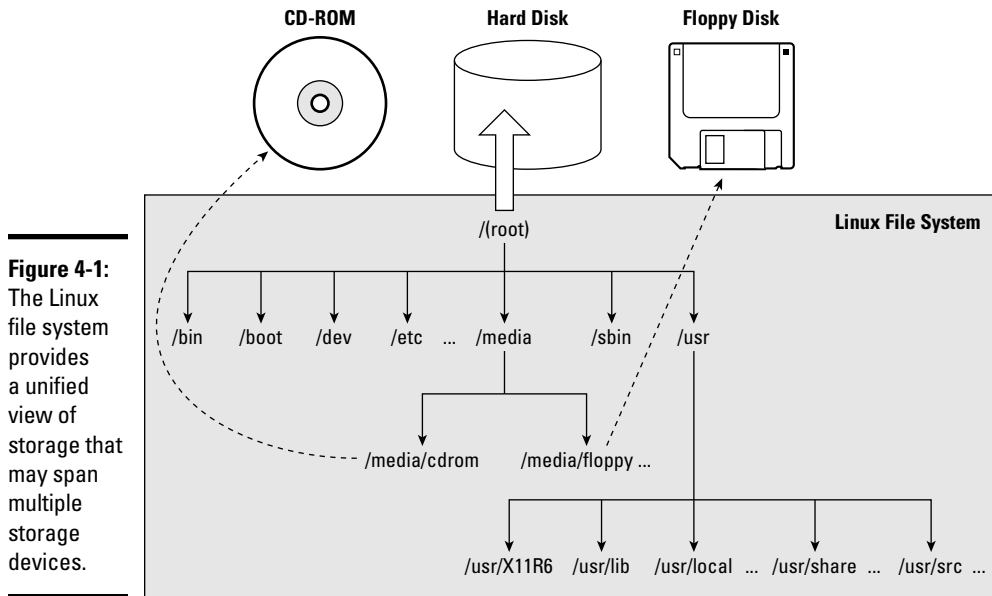 CD-ROM Hard Disk Floppy Disk
Linux File System
/(root)
/bin /boot /dev /etc ... /media /sbin /usr
/media/cdrom /media/floppy ...
/usr/X11R6 /usr/lib /usr/local ... /usr/share ... /usr/src ...
Figure 4-1:
The Linux
file system
provides
a unified
view of
storage that
may span
multiple
storage
devices.